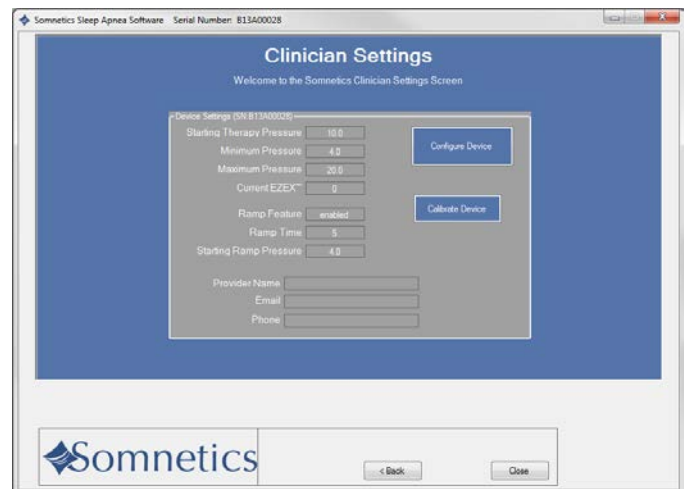 Somnetics Sleep Apnea Software Serial Number: B13A00028
Clinician Settings
Welcome to the Somnetics Clinician Settings Screen
Device Settings (SN:B13A00028)
Starting Therapy Pressure 10.0
Minimum Pressure 4.0
Maximum Pressure 20.0
Current EZEX™ 0
Ramp Feature enabled
Ramp Time 5
Starting Ramp Pressure 4.0
Configure Device
Calibrate Device
Provider Name
Email
Phone
Somnetics
< Back
Close